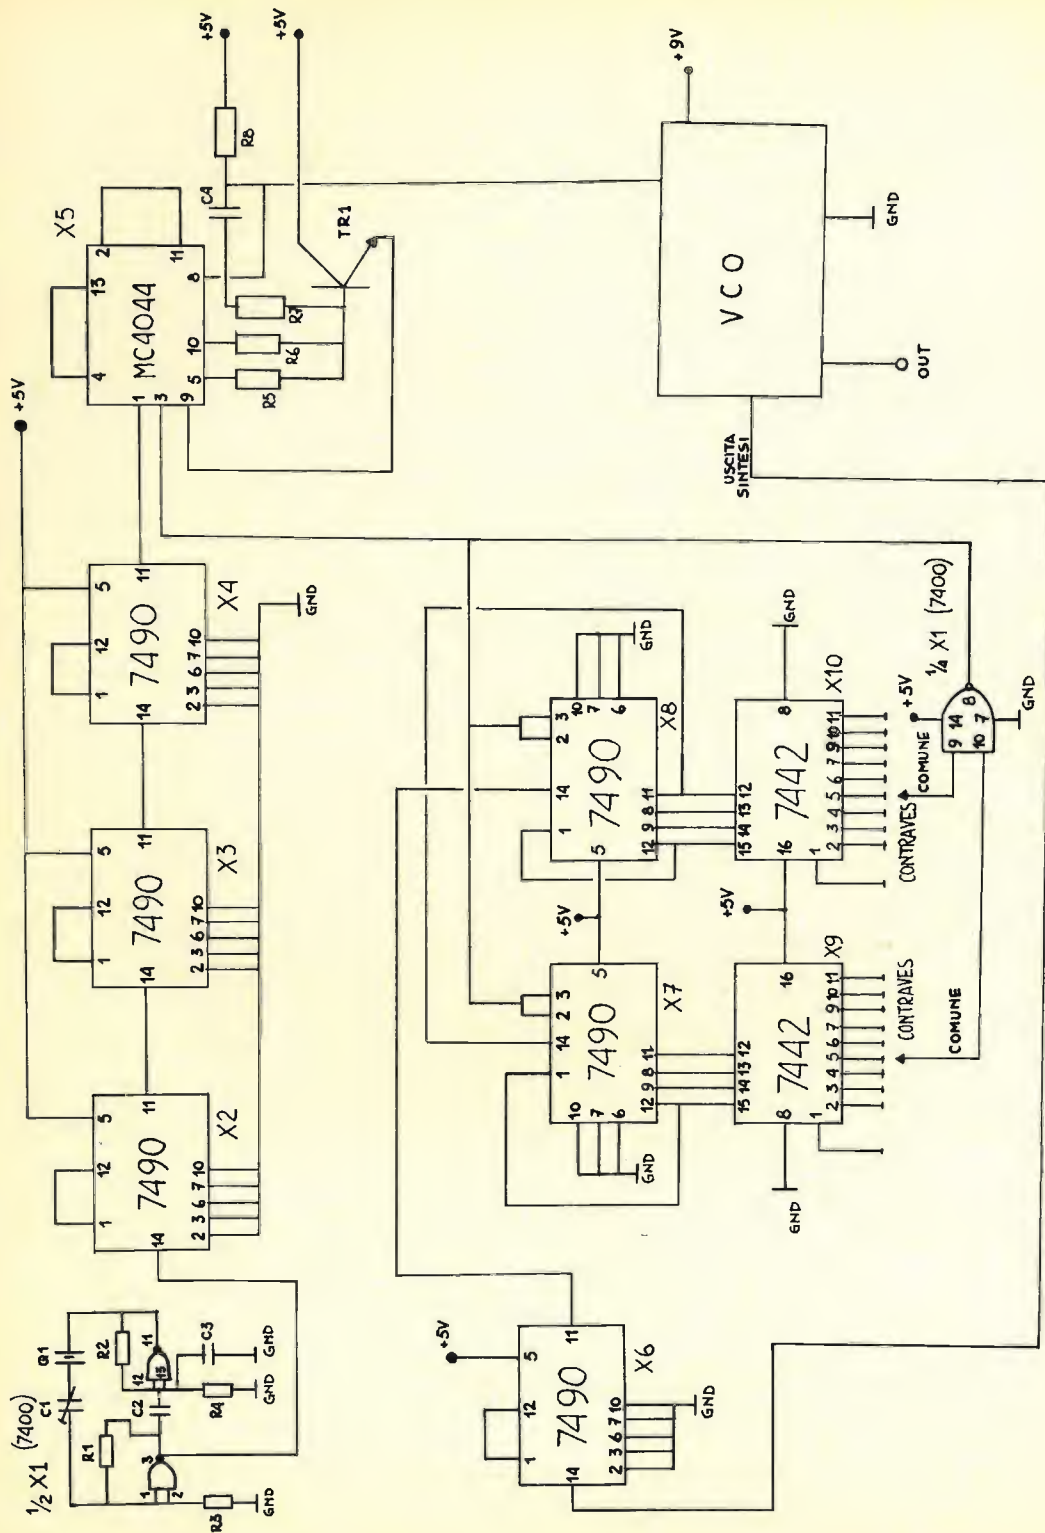 ½ X1 (7400)
C1
Q1
R1
R2
1
2
3
C2
12
13
11
C3
R3
GND
R4
GND
GND
+5V
1
12
5
14
7490
11
2 3 6 7 10
X2
1
12
5
14
7490
11
2 3 6 7 10
X3
1
12
5
14
7490
11
2 3 6 7 10
X4
GND
X5
4
13
2
1
3
9
MC4044
11
5
10
8
R5
R6
R7
C4
R8
TR1
+5V
+5V
+5V
1
12
5
14
7490
11
2 3 6 7 10
X6
GND
1
14
2
3
10
7
6
7490
5
12 9 8 11
X7
GND
+5V
1
14
2
3
5
7490
10
7
6
12 9 8 11
X8
GND
15 14 13 12
8
7442
16
1
2 3 4 5 6 7 9 10 11
X9
GND
CONTRAVES
COMUNE
+5V
15 14 13 12
16
7442
8
1
2 3 4 5 6 7 9 10 11
X10
GND
CONTRAVES
COMUNE
+5V
¼ X1 (7400)
9
14
10
7
8
GND
USCITA
SINTESI
VCO
+9V
GND
OUT